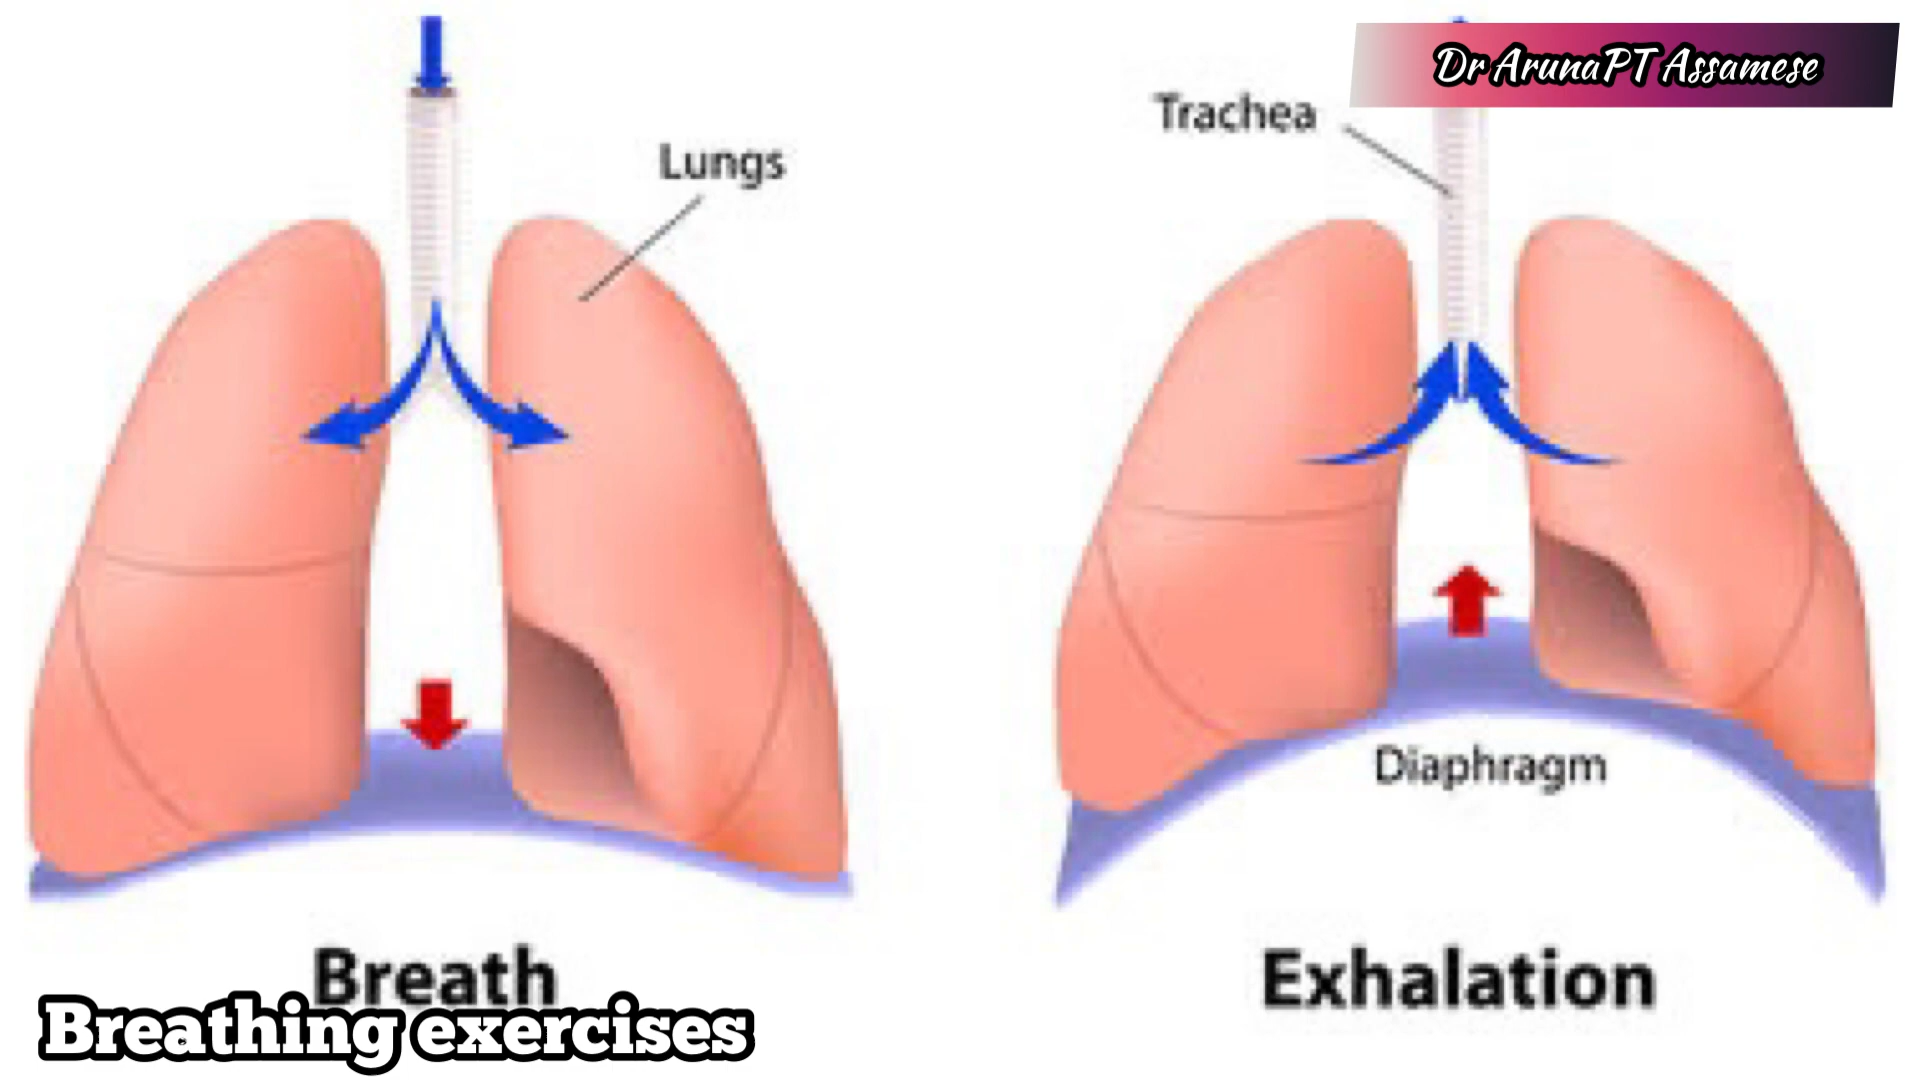 Dr ArunaPT Assamese
Trachea
Lungs
Diaphragm
Breath
Exhalation
Breathing exercises